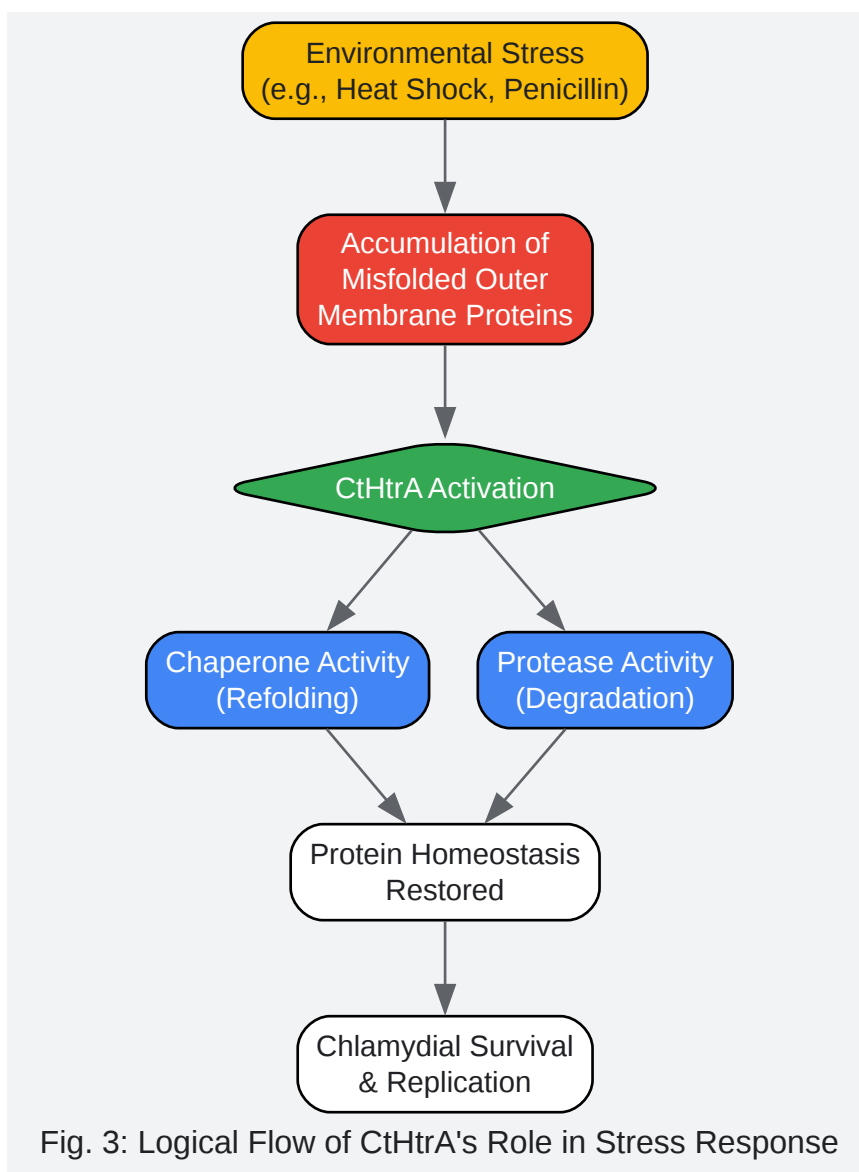 Environmental Stress
(e.g., Heat Shock, Penicillin)
Accumulation of
Misfolded Outer
Membrane Proteins
CtHtrA Activation
Chaperone Activity
(Refolding)
Protease Activity
(Degradation)
Protein Homeostasis
Restored
Chlamydial Survival
& Replication
Fig. 3: Logical Flow of CtHtrA's Role in Stress Response